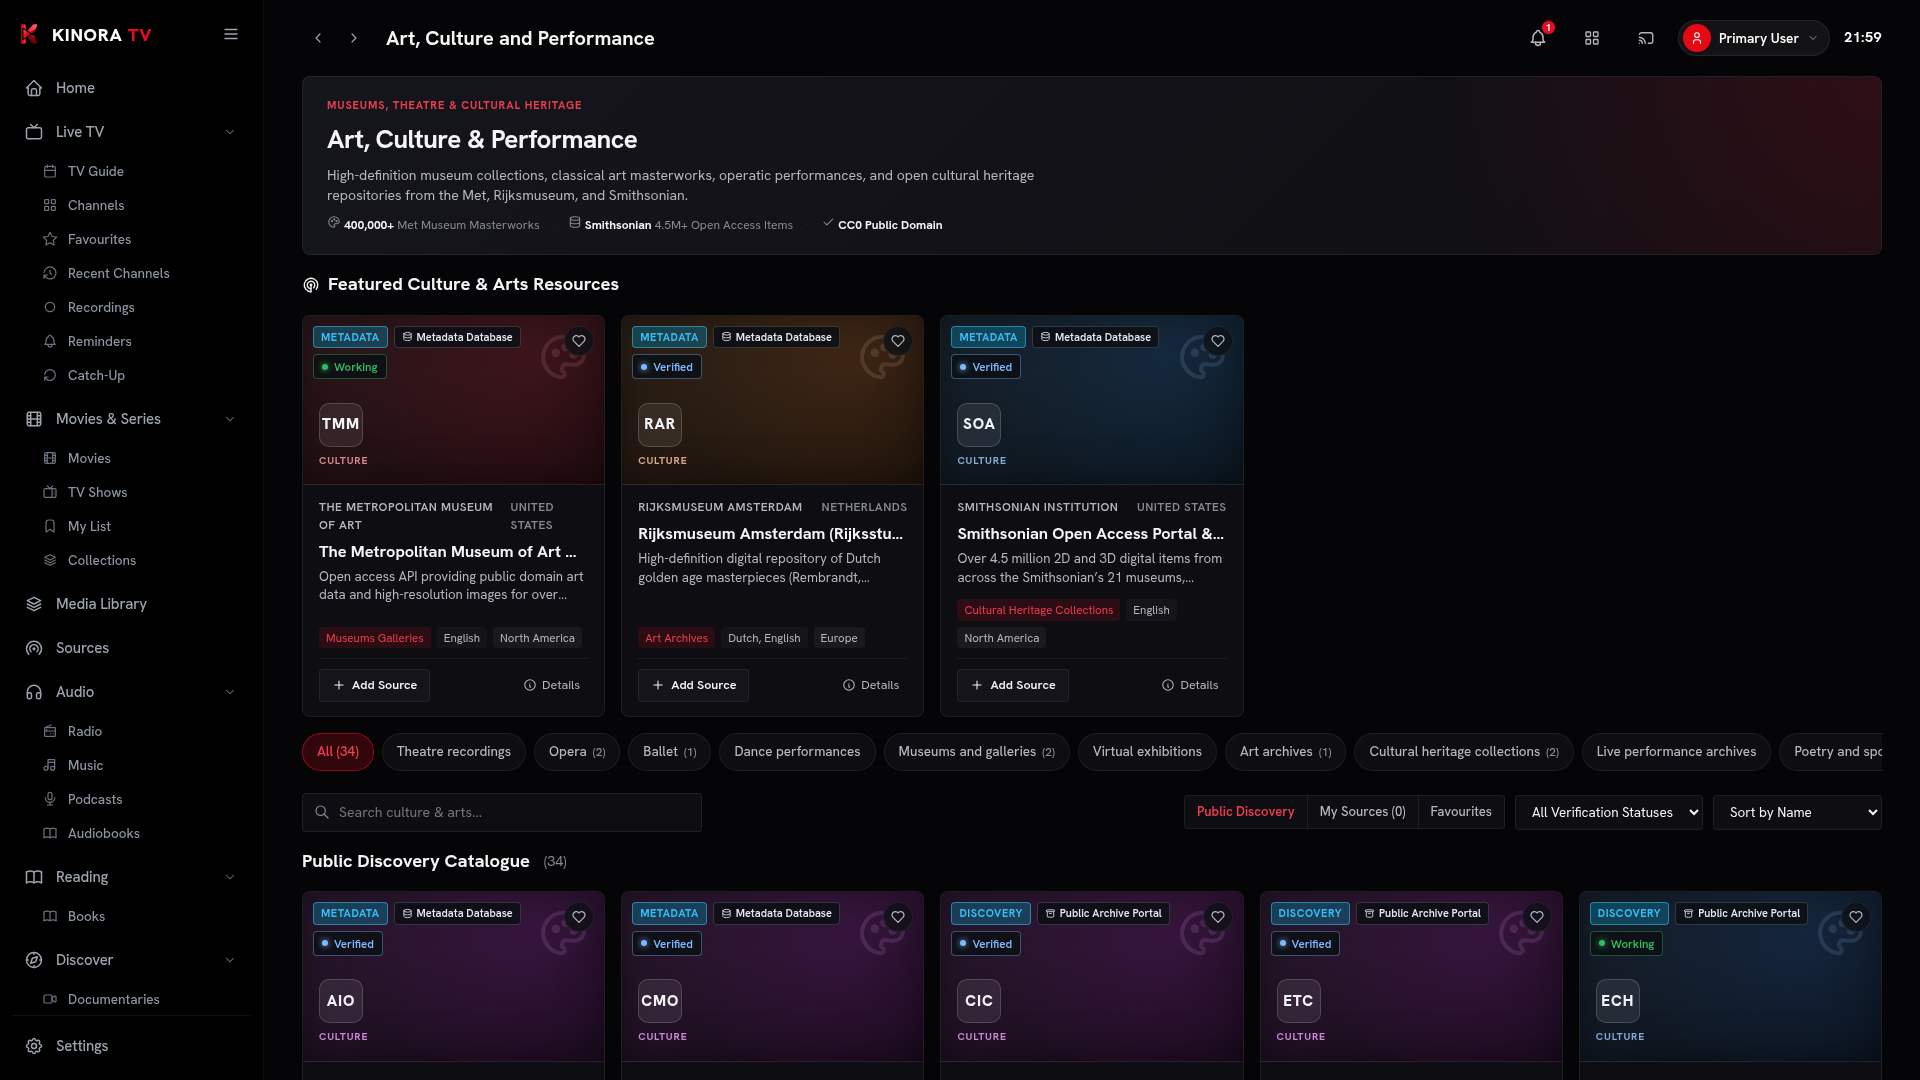 KINORA TV
Home
Live TV
TV Guide
Channels
Favourites
Recent Channels
Recordings
Reminders
Catch-Up
Movies & Series
Movies
TV Shows
My List
Collections
Media Library
Sources
Audio
Radio
Music
Podcasts
Audiobooks
Reading
Books
Discover
Documentaries
Settings
Art, Culture and Performance
1
Primary User
21:59
MUSEUMS, THEATRE & CULTURAL HERITAGE
Art, Culture & Performance
High-definition museum collections, classical art masterworks, operatic performances, and open cultural heritage
repositories from the Met, Rijksmuseum, and Smithsonian.
400,000+ Met Museum Masterworks · Smithsonian 4.5M+ Open Access Items · CC0 Public Domain
Featured Culture & Arts Resources
METADATA Metadata Database
Working
TMM
CULTURE
THE METROPOLITAN MUSEUM OF ART UNITED STATES
The Metropolitan Museum of Art ...
Open access API providing public domain art
data and high-resolution images for over...
Museums Galleries English North America
Add Source Details
METADATA Metadata Database
Verified
RAR
CULTURE
RIJKSMUSEUM AMSTERDAM NETHERLANDS
Rijksmuseum Amsterdam (Rijksstu...
High-definition digital repository of Dutch
golden age masterpieces (Rembrandt,...
Art Archives Dutch, English Europe
Add Source Details
METADATA Metadata Database
Verified
SOA
CULTURE
SMITHSONIAN INSTITUTION UNITED STATES
Smithsonian Open Access Portal &...
Over 4.5 million 2D and 3D digital items from
across the Smithsonian’s 21 museums,...
Cultural Heritage Collections English
North America
Add Source Details
All (34) Theatre recordings Opera (2) Ballet (1) Dance performances Museums and galleries (2) Virtual exhibitions Art archives (1) Cultural heritage collections (2) Live performance archives Poetry and spo
Search culture & arts...
Public Discovery My Sources (0) Favourites All Verification Statuses Sort by Name
Public Discovery Catalogue (34)
METADATA Metadata Database
Verified
AIO
CULTURE
METADATA Metadata Database
Verified
CMO
CULTURE
DISCOVERY Public Archive Portal
Verified
CIC
CULTURE
DISCOVERY Public Archive Portal
Verified
ETC
CULTURE
DISCOVERY Public Archive Portal
Working
ECH
CULTURE